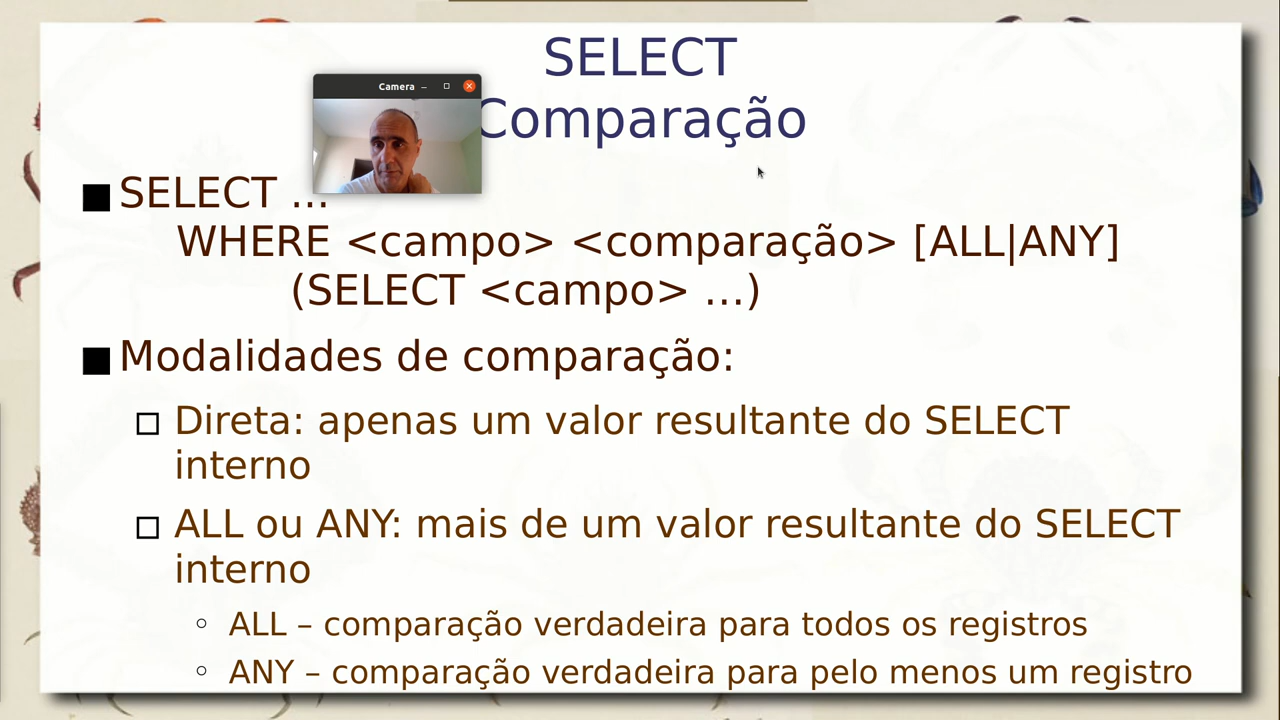 SELECT
Camera
Comparação
SELECT ...
WHERE <campo> <comparação> [ALL|ANY]
(SELECT <campo> ...)
Modalidades de comparação:
Direta: apenas um valor resultante do SELECT
interno
ALL ou ANY: mais de um valor resultante do SELECT
interno
ALL – comparação verdadeira para todos os registros
ANY – comparação verdadeira para pelo menos um registro